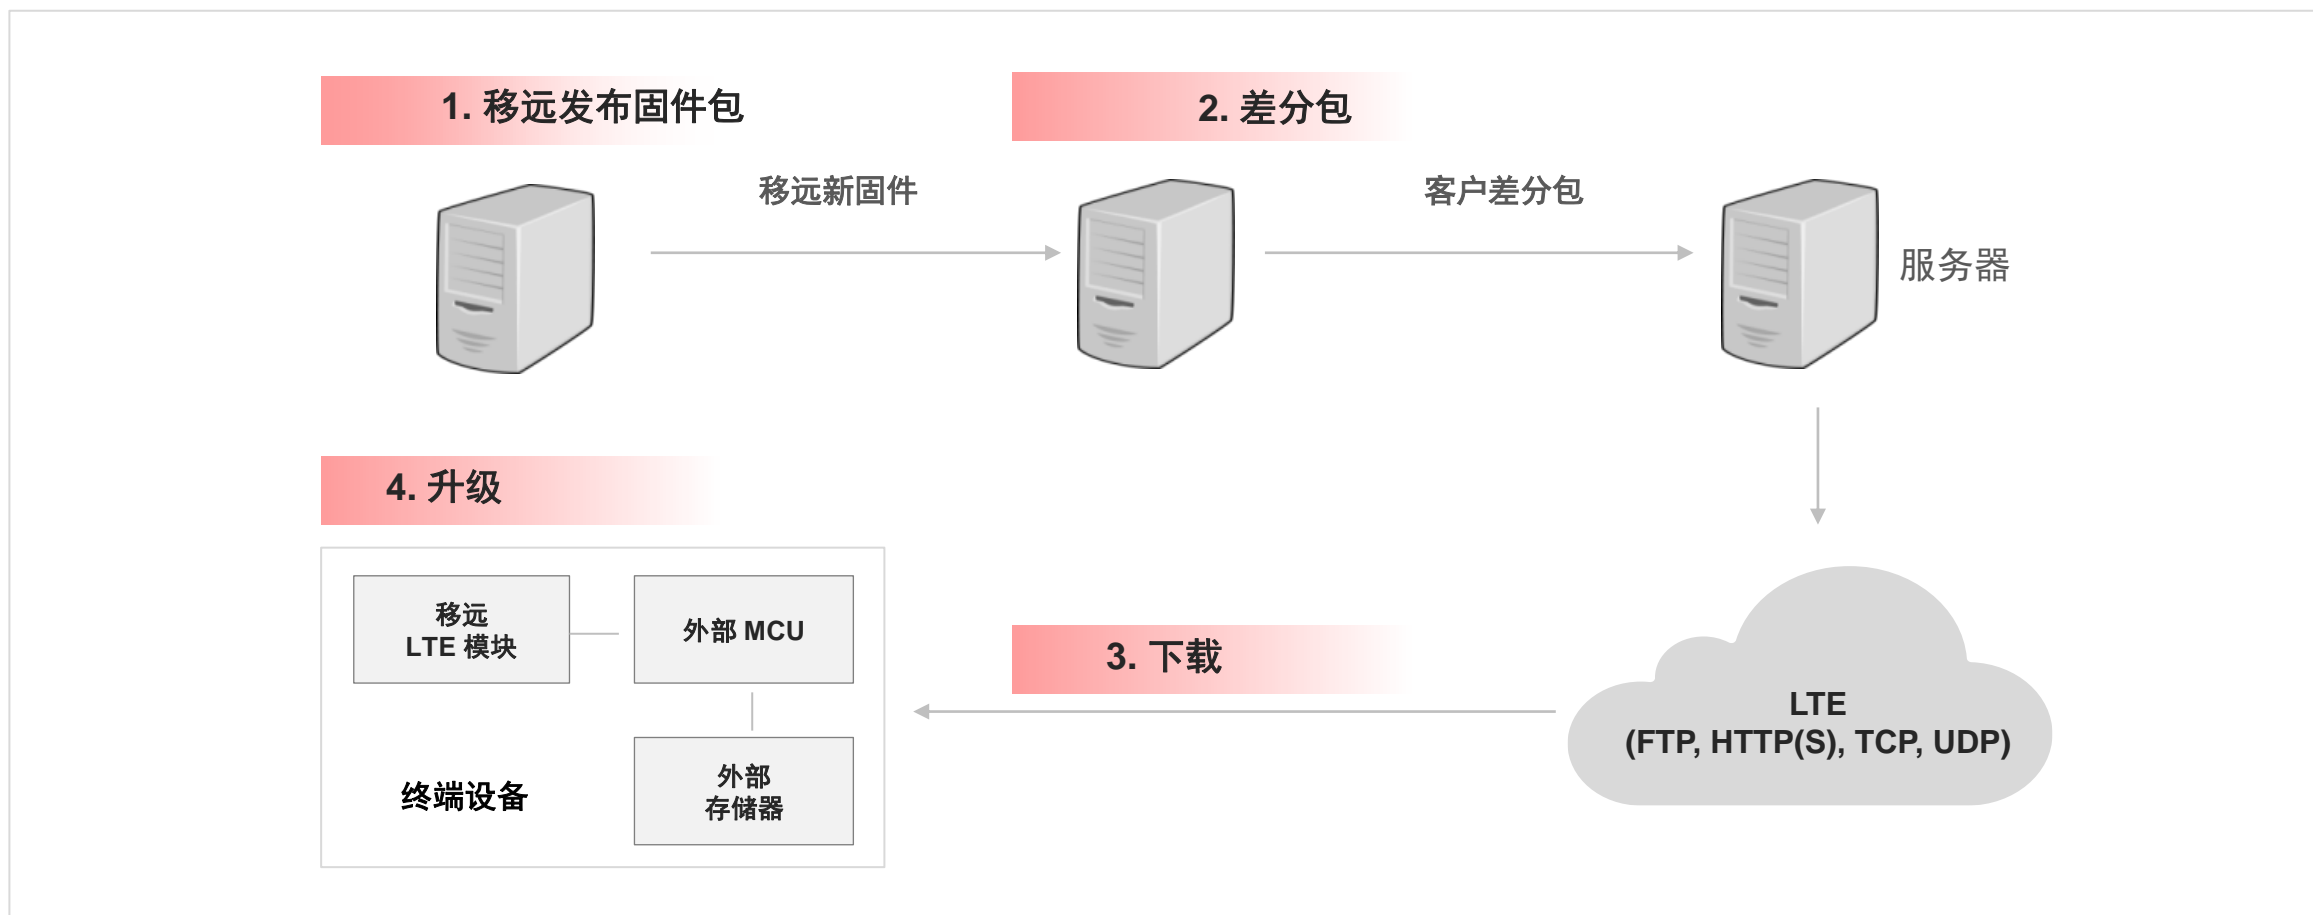 1. 移远发布固件包
2. 差分包
移远新固件
客户差分包
服务器
4. 升级
移远
LTE 模块
外部 MCU
外部
存储器
终端设备
3. 下载
LTE
(FTP, HTTP(S), TCP, UDP)